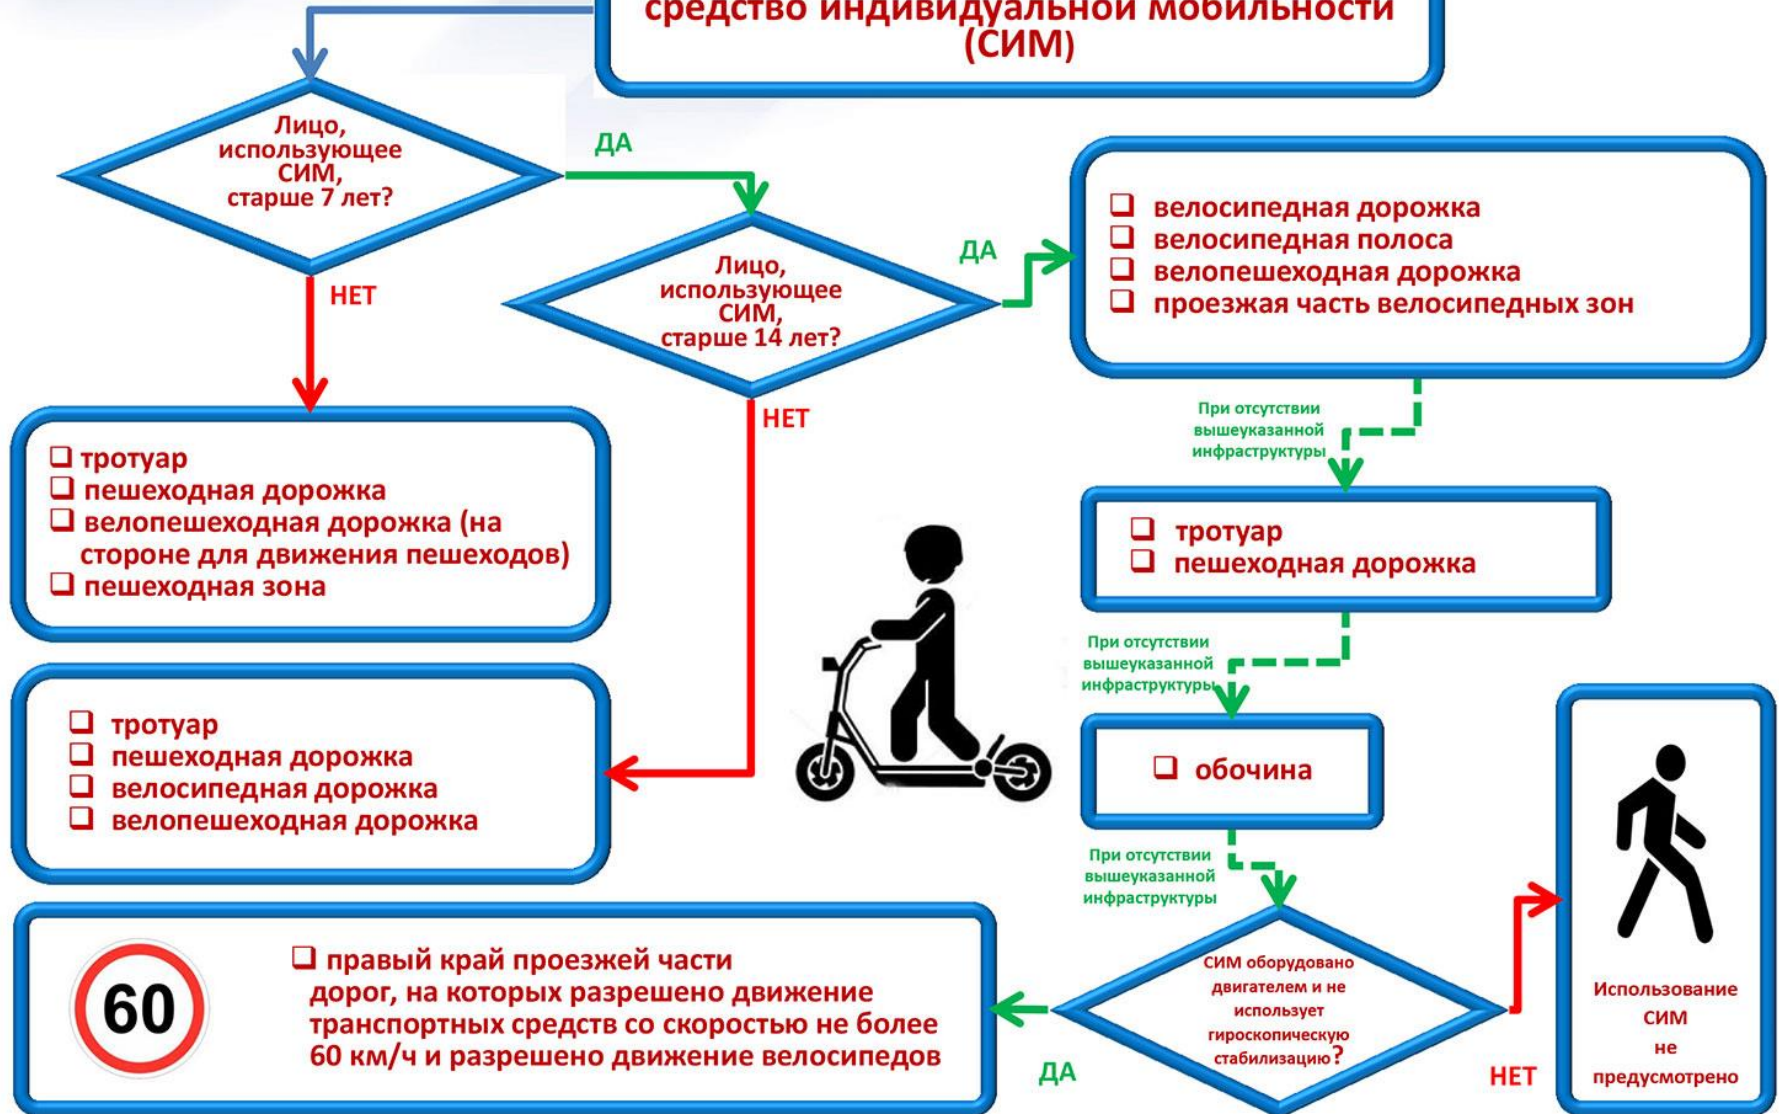 средство индивидуальной мобильности
(СИМ)
Лицо,
использующее
СИМ,
старше 7 лет?
ДА
НЕТ
Лицо,
использующее
СИМ,
старше 14 лет?
ДА
НЕТ
велосипедная дорожка
велосипедная полоса
велопешеходная дорожка
проезжая часть велосипедных зон
При отсутствии
вышеуказанной
инфраструктуры
тротуар
пешеходная дорожка
велопешеходная дорожка (на
стороне для движения пешеходов)
пешеходная зона
тротуар
пешеходная дорожка
При отсутствии
вышеуказанной
инфраструктуры
тротуар
пешеходная дорожка
велосипедная дорожка
велопешеходная дорожка
обочина
При отсутствии
вышеуказанной
инфраструктуры
60
правый край проезжей части
дорог, на которых разрешено движение
транспортных средств со скоростью не более
60 км/ч и разрешено движение велосипедов
СИМ оборудовано
двигателем и не
использует
гироскопическую
стабилизацию?
ДА
НЕТ
Использование
СИМ
не
предусмотрено